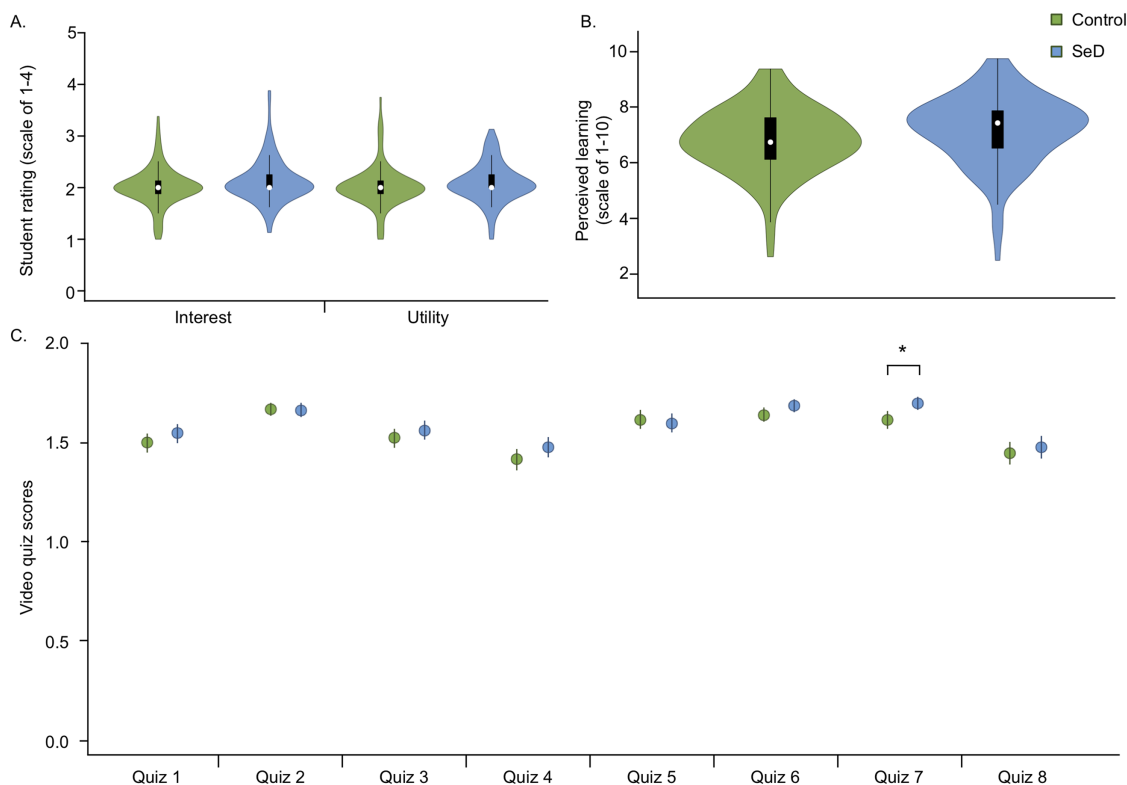 A.
Student rating (scale of 1-4)
5
4
3
2
1
0
Interest
Utility
B.
Control
SeD
Perceived learning
(scale of 1-10)
10
8
6
4
2
C.
Video quiz scores
2.0
1.5
1.0
0.5
0.0
*
Quiz 1
Quiz 2
Quiz 3
Quiz 4
Quiz 5
Quiz 6
Quiz 7
Quiz 8